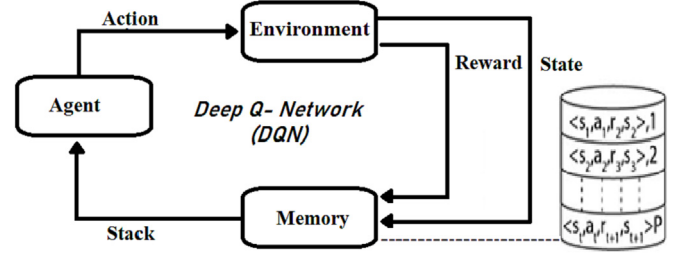 Action
Environment
Reward
State
Agent
Deep Q- Network
(DQN)
<s₁,a₁,r₂,s₂>,1
<s₂,a₂,r₃,s₃>,2
<sₜ,aₜ,rₜ₊₁,sₜ₊₁>P
Memory
Stack